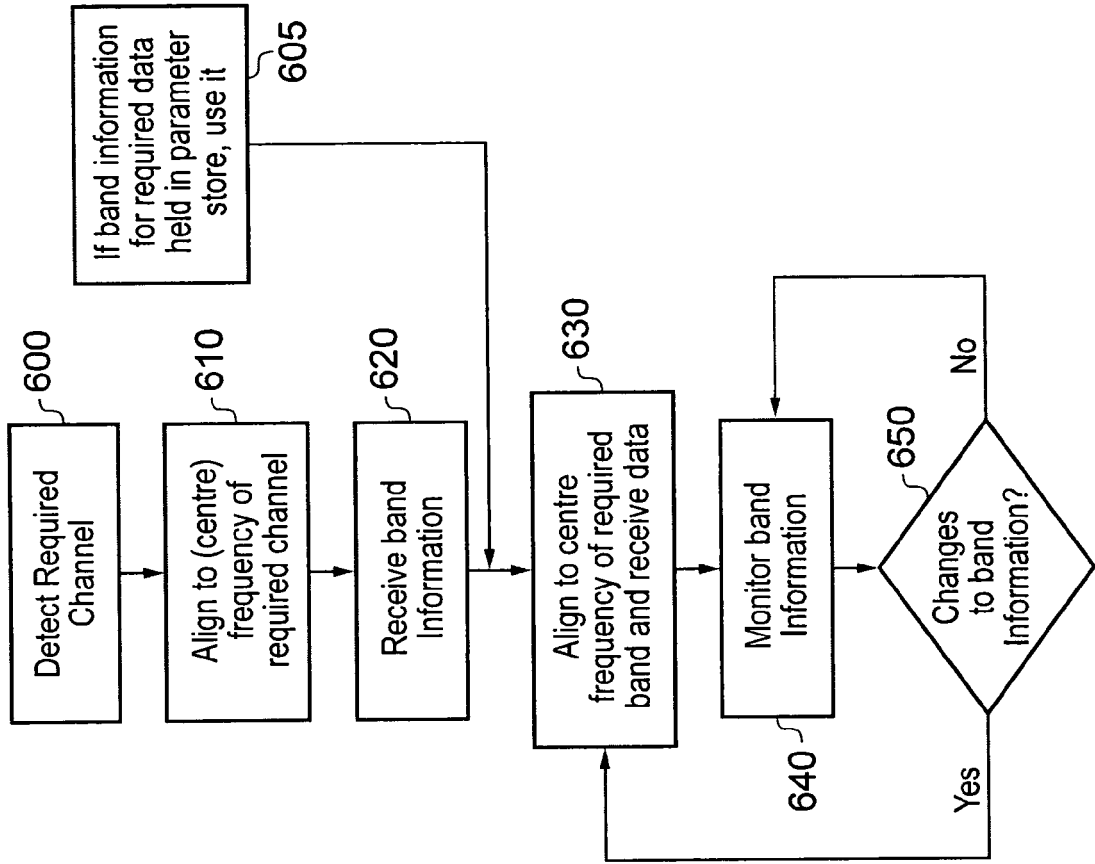 Detect Required
Channel
600
Align to (centre)
frequency of
required channel
610
Receive band
Information
620
If band information
for required data
held in parameter
store, use it
605
Align to centre
frequency of required
band and receive data
630
Monitor band
Information
640
Changes
to band
Information?
650
Yes
No